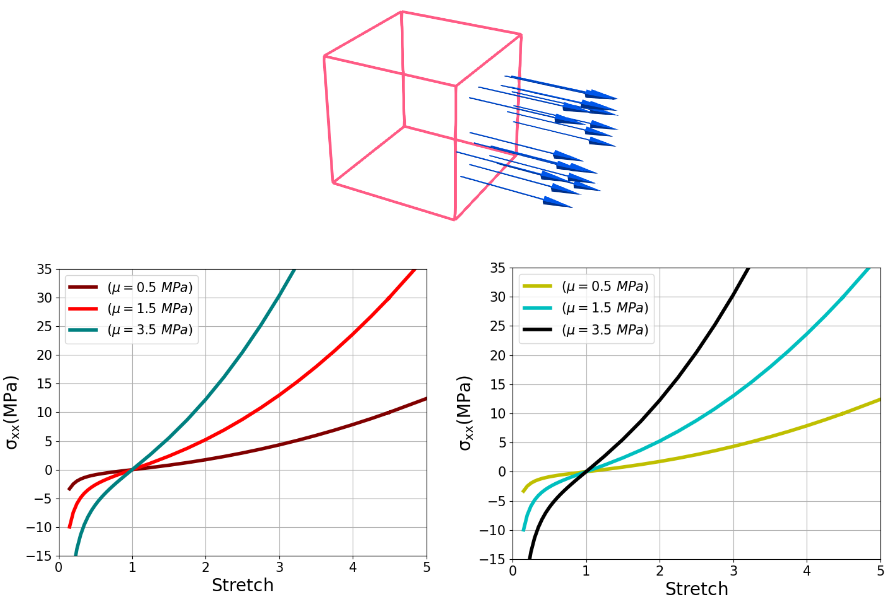 35
30
25
20
15
10
5
0
−5
−10
−15
σxx(MPa)
(μ = 0.5 MPa)
(μ = 1.5 MPa)
(μ = 3.5 MPa)
0 1 2 3 4 5
Stretch
35
30
25
20
15
10
5
0
−5
−10
−15
σxx(MPa)
(μ = 0.5 MPa)
(μ = 1.5 MPa)
(μ = 3.5 MPa)
0 1 2 3 4 5
Stretch